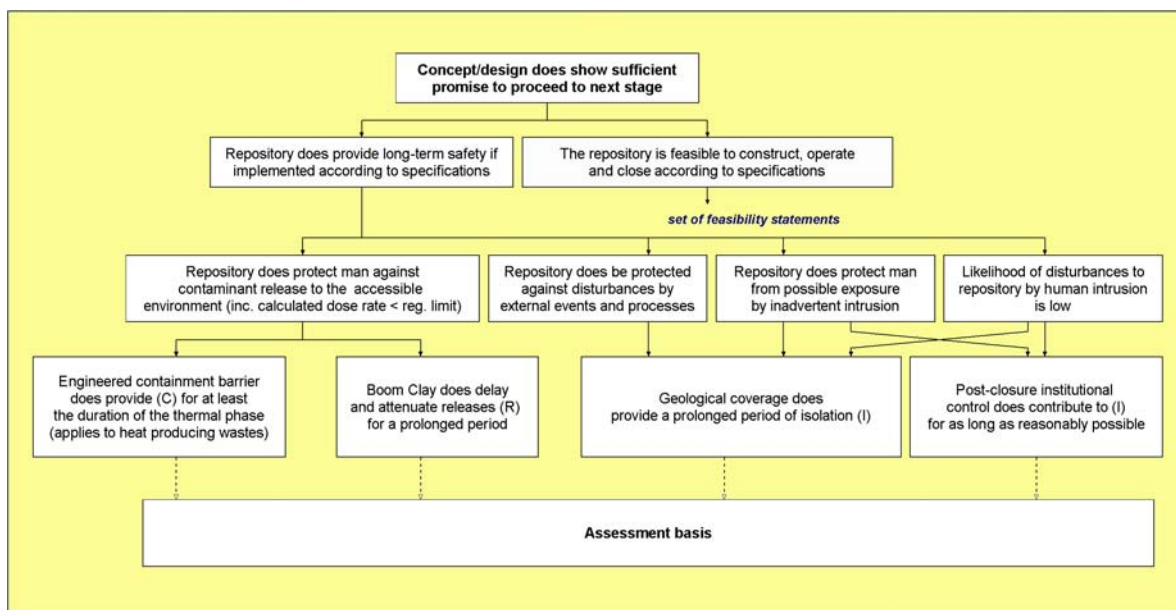 Concept/design does show sufficient
promise to proceed to next stage
Repository does provide long-term safety if
implemented according to specifications
The repository is feasible to construct, operate
and close according to specifications
set of feasibility statements
Repository does protect man against
contaminant release to the accessible
environment (inc. calculated dose rate < reg. limit)
Repository does be protected
against disturbances by
external events and processes
Repository does protect man
from possible exposure
by inadvertent intrusion
Likelihood of disturbances to
repository by human intrusion
is low
Engineered containment barrier
does provide (C) for at least
the duration of the thermal phase
(applies to heat producing wastes)
Boom Clay does delay
and attenuate releases (R)
for a prolonged period
Geological coverage does
provide a prolonged period of isolation (I)
Post-closure institutional
control does contribute to (I)
for as long as reasonably possible
Assessment basis